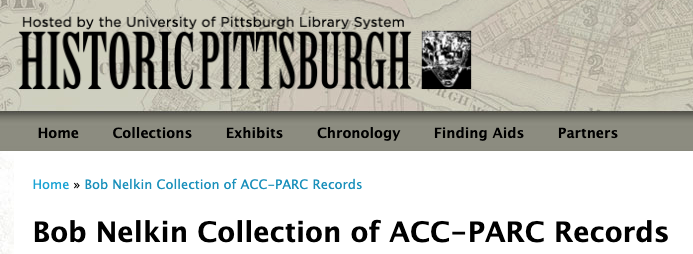 Hosted by the University of Pittsburgh Library System
HISTORICPITTSBURGH
Home Collections Exhibits Chronology Finding Aids Partners
Home » Bob Nelkin Collection of ACC-PARC Records
Bob Nelkin Collection of ACC-PARC Records